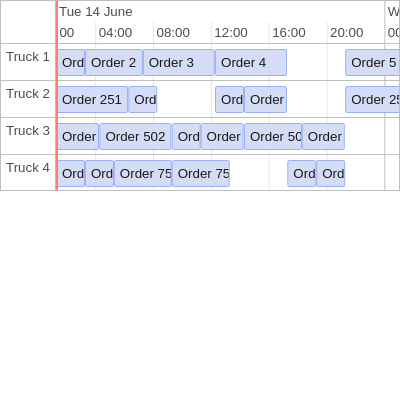 Tue 14 June W
00 04:00 08:00 12:00 16:00 20:00 00
Truck 1 Ord Order 2 Order 3 Order 4 Order 5
Truck 2 Order 251 Ord Ord Order Order 25
Truck 3 Order Order 502 Ord Order Order 50 Order
Truck 4 Ord Ord Order 75 Order 75 Ord Ord